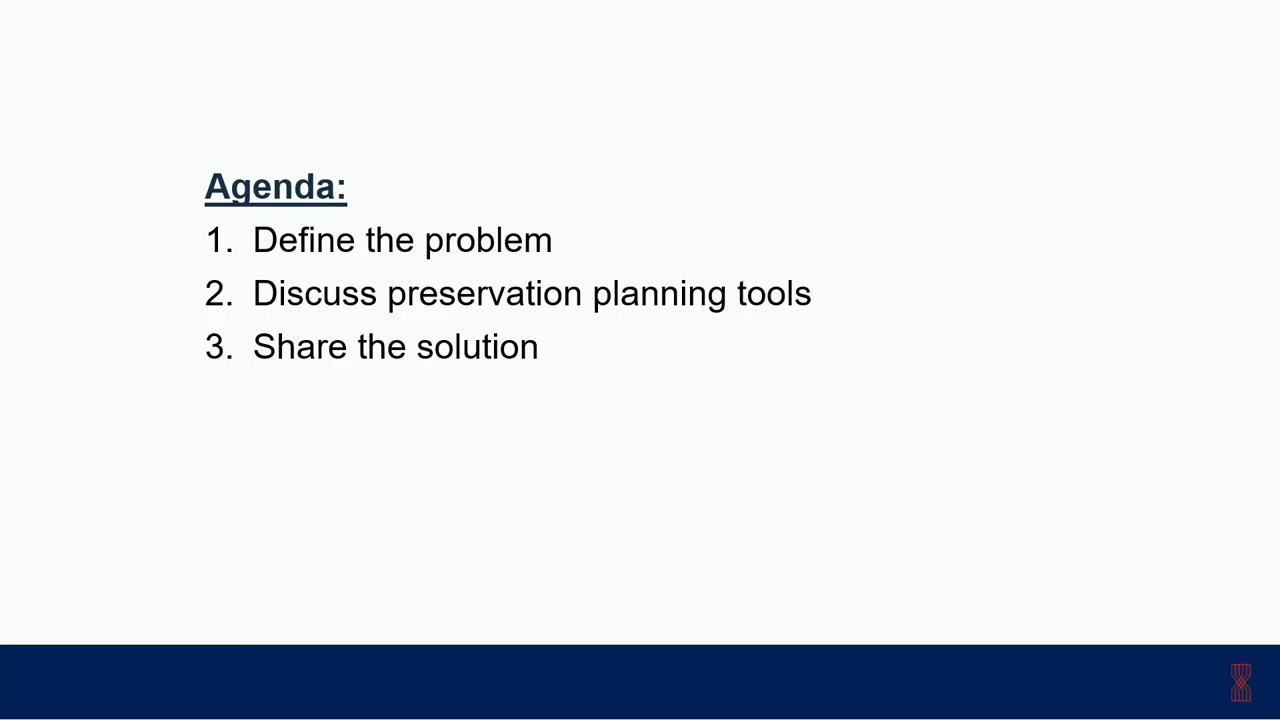 Agenda:
1. Define the problem
2. Discuss preservation planning tools
3. Share the solution